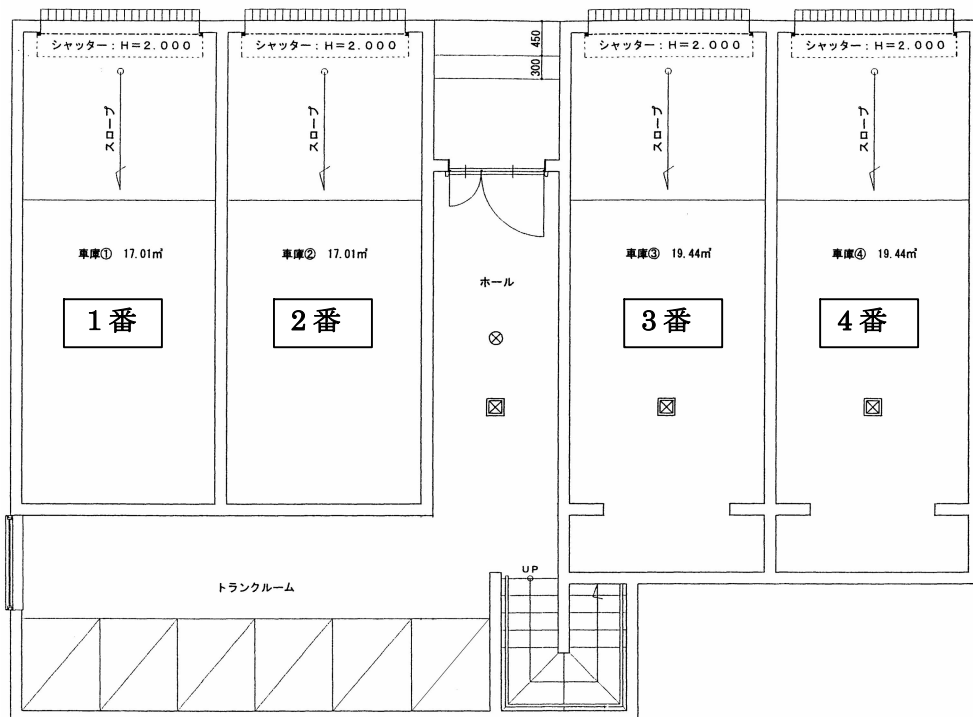 シャッター：H＝2.000
シャッター：H＝2.000
450
300
シャッター：H＝2.000
シャッター：H＝2.000
スロープ
スロープ
スロープ
スロープ
車庫① 17.01㎡
車庫② 17.01㎡
ホール
車庫③ 19.44㎡
車庫④ 19.44㎡
1番
2番
3番
4番
UP
トランクルーム